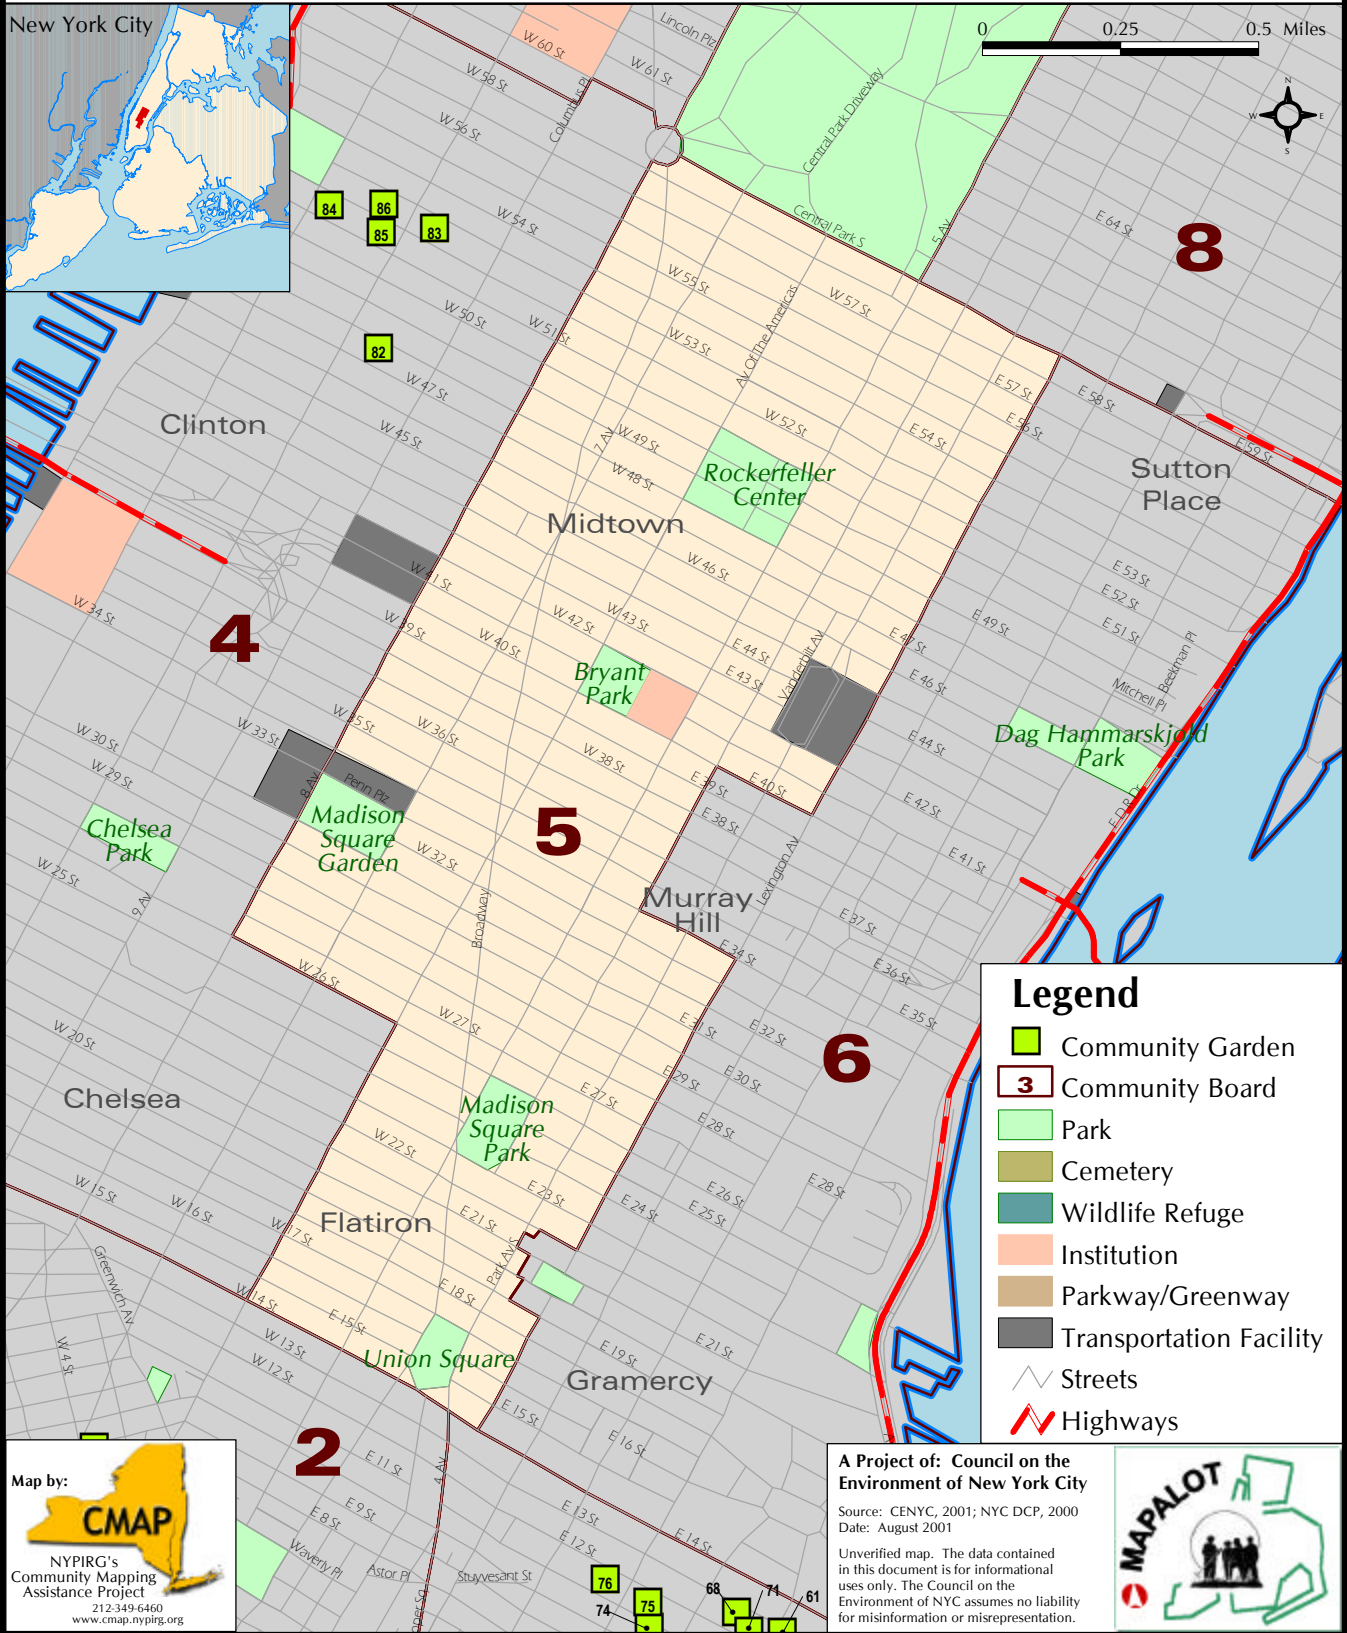 New York City
0 0.25 0.5 Miles
N
W E
S
Lincoln Plz
W 60 St
W 61 St
W 58 St
Columbus Pl
W 56 St
Central Park Driveway
84
86
85
83
W 54 St
Central Park S
5 Av
E 64 St
8
W 55 St
W 57 St
W 50 St
W 51 St
W 53 St
Av Of The Americas
82
W 47 St
E 57 St
E 58 St
Clinton
W 45 St
7 Av
W 49 St
W 52 St
E 54 St
E 56 St
E 59 St
W 48 St
Rockerfeller
Center
Sutton
Place
Midtown
W 41 St
W 46 St
E 53 St
E 52 St
W 34 St
4
W 39 St
W 40 St
W 42 St
W 43 St
E 44 St
E 43 St
Vanderbilt Av
E 47 St
E 49 St
E 51 St
Beekman Pl
Mitchell Pl
E 46 St
Bryant
Park
W 30 St
W 33 St
W 35 St
W 36 St
W 38 St
E 44 St
Dag Hammarskjold
Park
W 29 St
8 Av
Penn Plz
E 39 St
E 40 St
E 42 St
F D R Dr
Chelsea
Park
Madison
Square
Garden
5
E 38 St
E 41 St
W 25 St
W 32 St
Lexington Av
9 Av
Broadway
Murray
Hill
E 37 St
E 34 St
E 36 St
W 26 St
E 35 St
W 20 St
W 27 St
E 31 St
E 32 St
6
E 29 St
E 30 St
Chelsea
Madison
Square
Park
E 27 St
E 28 St
W 22 St
E 28 St
W 15 St
W 16 St
E 23 St
E 24 St
E 26 St
E 25 St
Flatiron
E 21 St
W 17 St
Park Av S
Greenwich Av
W 14 St
E 18 St
E 15 St
W 4 St
W 13 St
W 12 St
Union Square
E 19 St
E 21 St
Gramercy
E 15 St
E 16 St
2
E 11 St
4 Av
E 9 St
E 8 St
E 13 St
E 12 St
E 14 St
Waverly Pl
Astor Pl
Stuyvesant St
76
75
74
68
71
61
Legend
Community Garden
3 Community Board
Park
Cemetery
Wildlife Refuge
Institution
Parkway/Greenway
Transportation Facility
Streets
Highways
Map by:
CMAP
NYPIRG's
Community Mapping
Assistance Project
212-349-6460
www.cmap.nypirg.org
A Project of: Council on the
Environment of New York City
Source: CENYC, 2001; NYC DCP, 2000
Date: August 2001
Unverified map. The data contained
in this document is for informational
uses only. The Council on the
Environment of NYC assumes no liability
for misinformation or misrepresentation.
MAPALOT